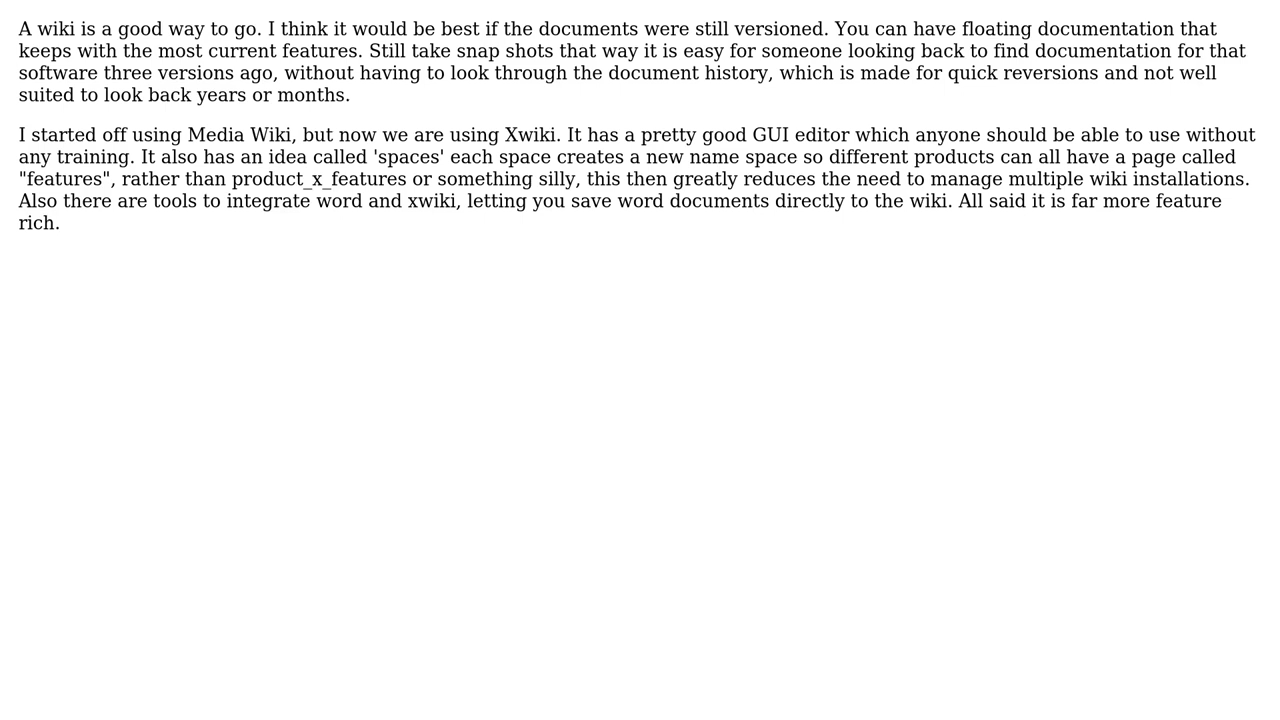 A wiki is a good way to go. I think it would be best if the documents were still versioned. You can have floating documentation that
keeps with the most current features. Still take snap shots that way it is easy for someone looking back to find documentation for that
software three versions ago, without having to look through the document history, which is made for quick reversions and not well
suited to look back years or months.
I started off using Media Wiki, but now we are using Xwiki. It has a pretty good GUI editor which anyone should be able to use without
any training. It also has an idea called 'spaces' each space creates a new name space so different products can all have a page called
"features", rather than product_x_features or something silly, this then greatly reduces the need to manage multiple wiki installations.
Also there are tools to integrate word and xwiki, letting you save word documents directly to the wiki. All said it is far more feature
rich.